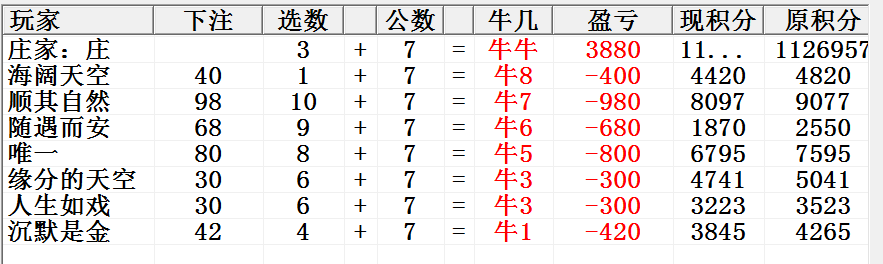 玩家 下注 选数 公数 牛几 盈亏 现积分 原积分
庄家：庄 3 + 7 = 牛牛 3880 11... 1126957
海阔天空 40 1 + 7 = 牛8 -400 4420 4820
顺其自然 98 10 + 7 = 牛7 -980 8097 9077
随遇而安 68 9 + 7 = 牛6 -680 1870 2550
唯一 80 8 + 7 = 牛5 -800 6795 7595
缘分的天空 30 6 + 7 = 牛3 -300 4741 5041
人生如戏 30 6 + 7 = 牛3 -300 3223 3523
沉默是金 42 4 + 7 = 牛1 -420 3845 4265